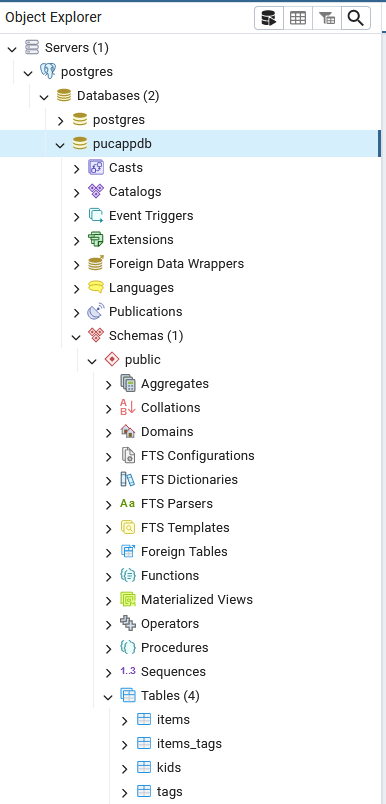 Object Explorer
Servers (1)
postgres
Databases (2)
postgres
pucappdb
Casts
Catalogs
Event Triggers
Extensions
Foreign Data Wrappers
Languages
Publications
Schemas (1)
public
Aggregates
A B Collations
Domains
FTS Configurations
FTS Dictionaries
Aa FTS Parsers
FTS Templates
Foreign Tables
Functions
Materialized Views
Operators
Procedures
1..3 Sequences
Tables (4)
items
items_tags
kids
tags